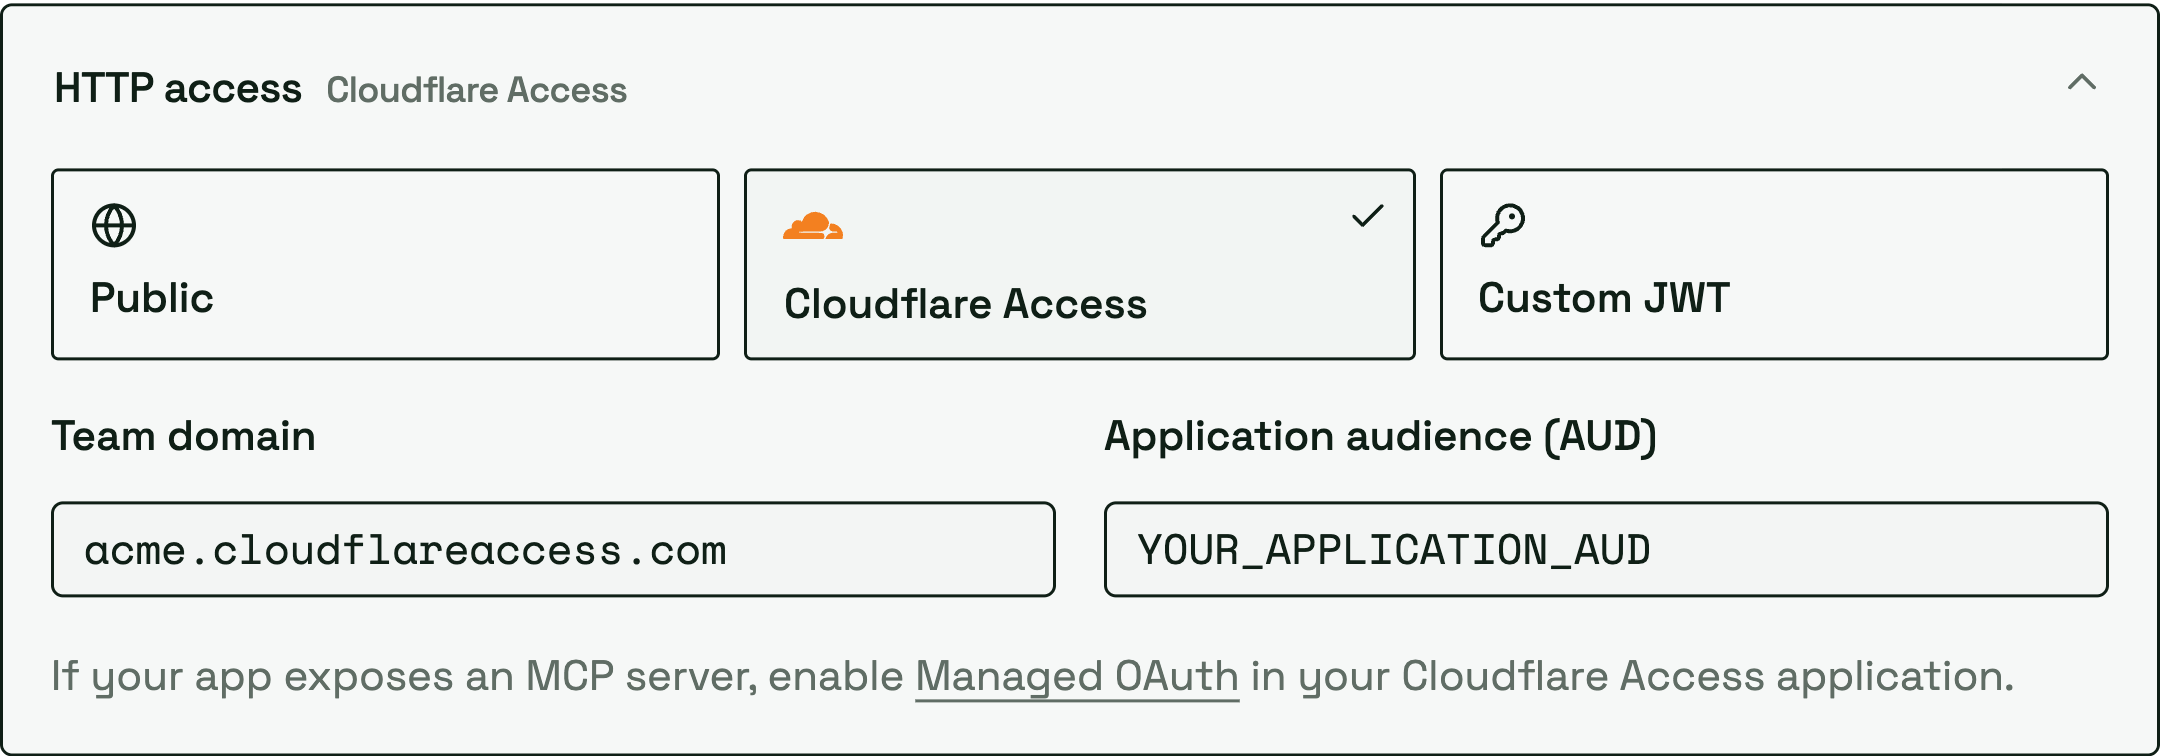 HTTP access Cloudflare Access
Public
Cloudflare Access
Custom JWT
Team domain
Application audience (AUD)
acme.cloudflareaccess.com
YOUR_APPLICATION_AUD
If your app exposes an MCP server, enable Managed OAuth in your Cloudflare Access application.